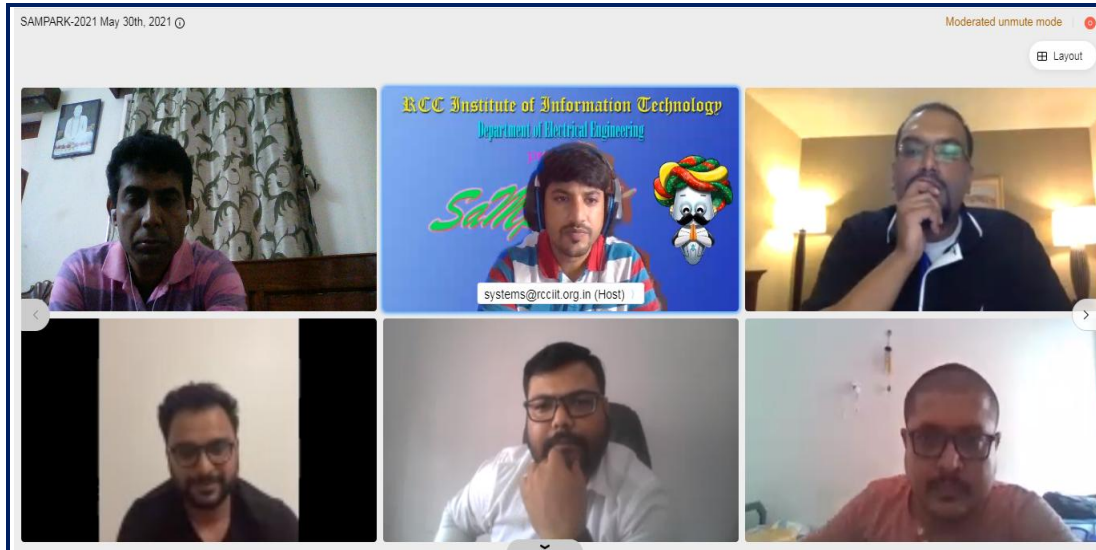 SAMPARK-2021 May 30th, 2021
Moderated unmute mode
Layout
RCC Institute of Information Technology
Department of Electrical Engineering
systems@rcciit.org.in (Host)